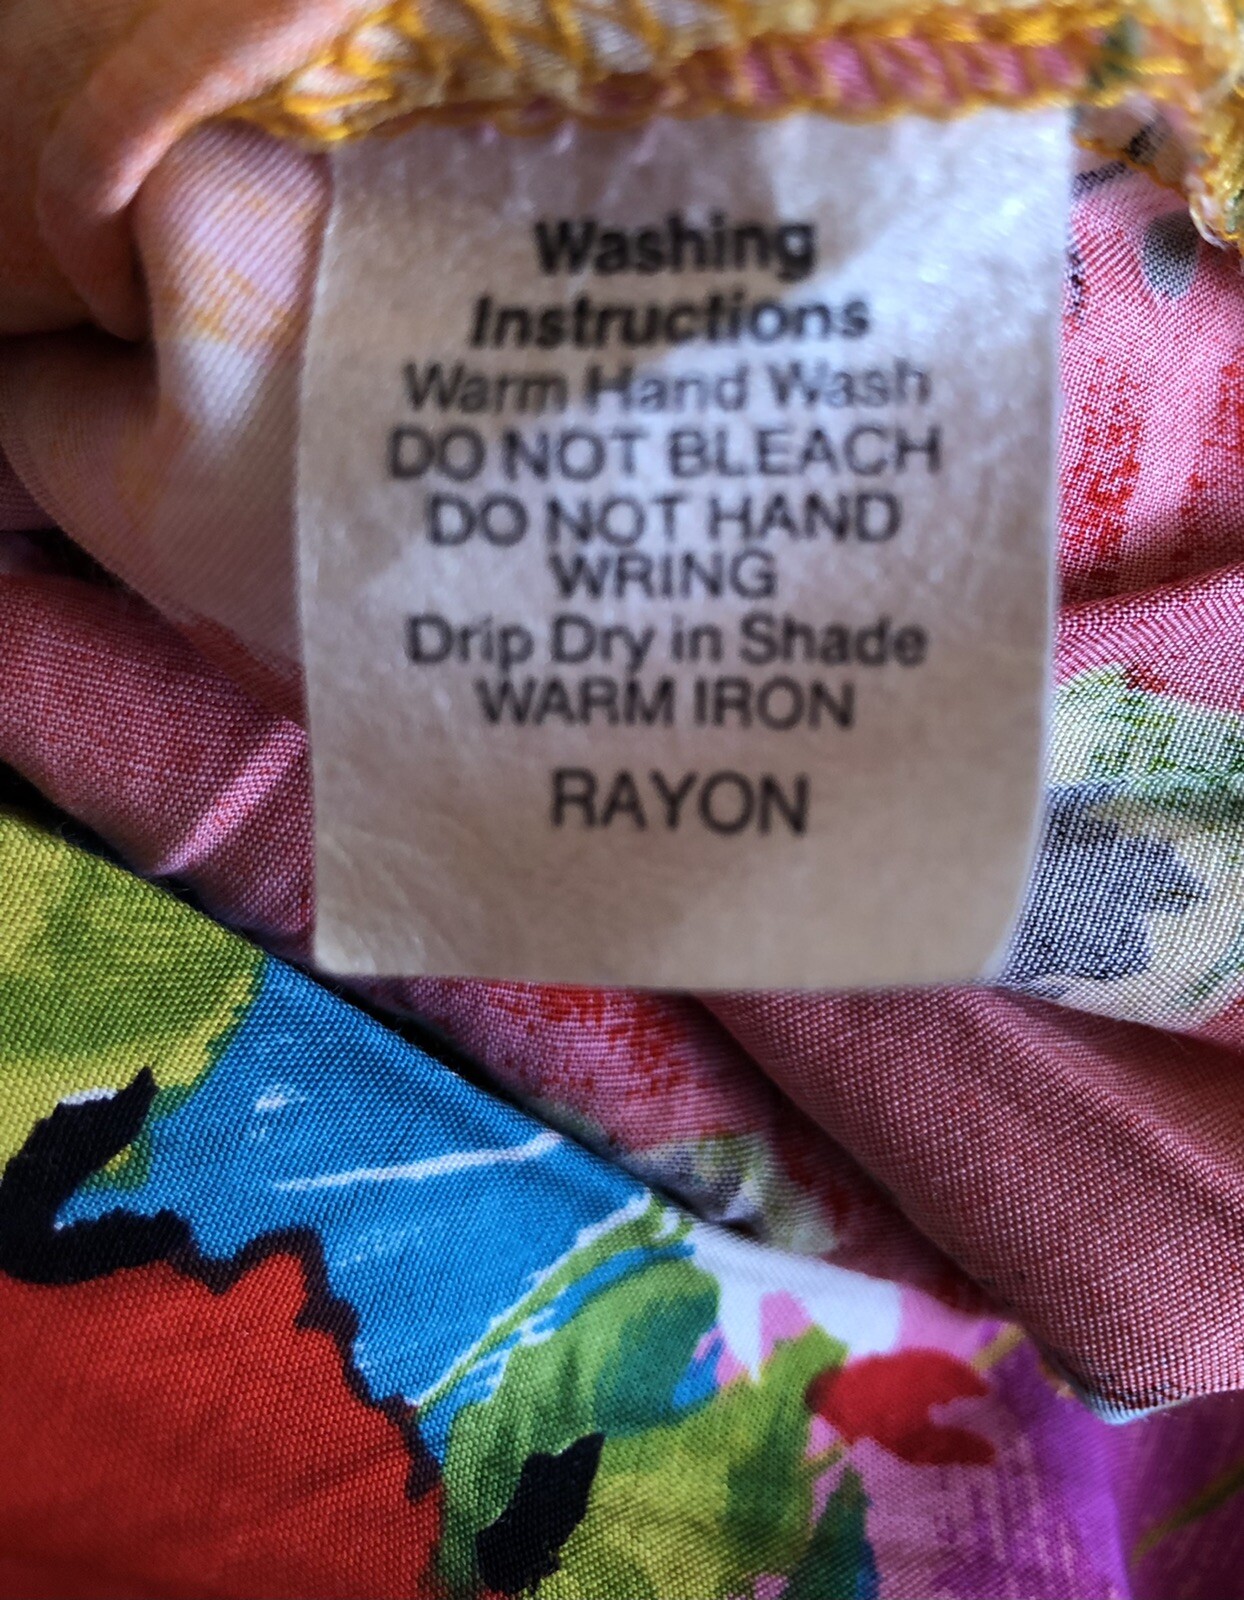 Washing
Instructions
Warm Hand Wash
DO NOT BLEACH
DO NOT HAND
WRING
Drip Dry in Shade
WARM IRON
RAYON